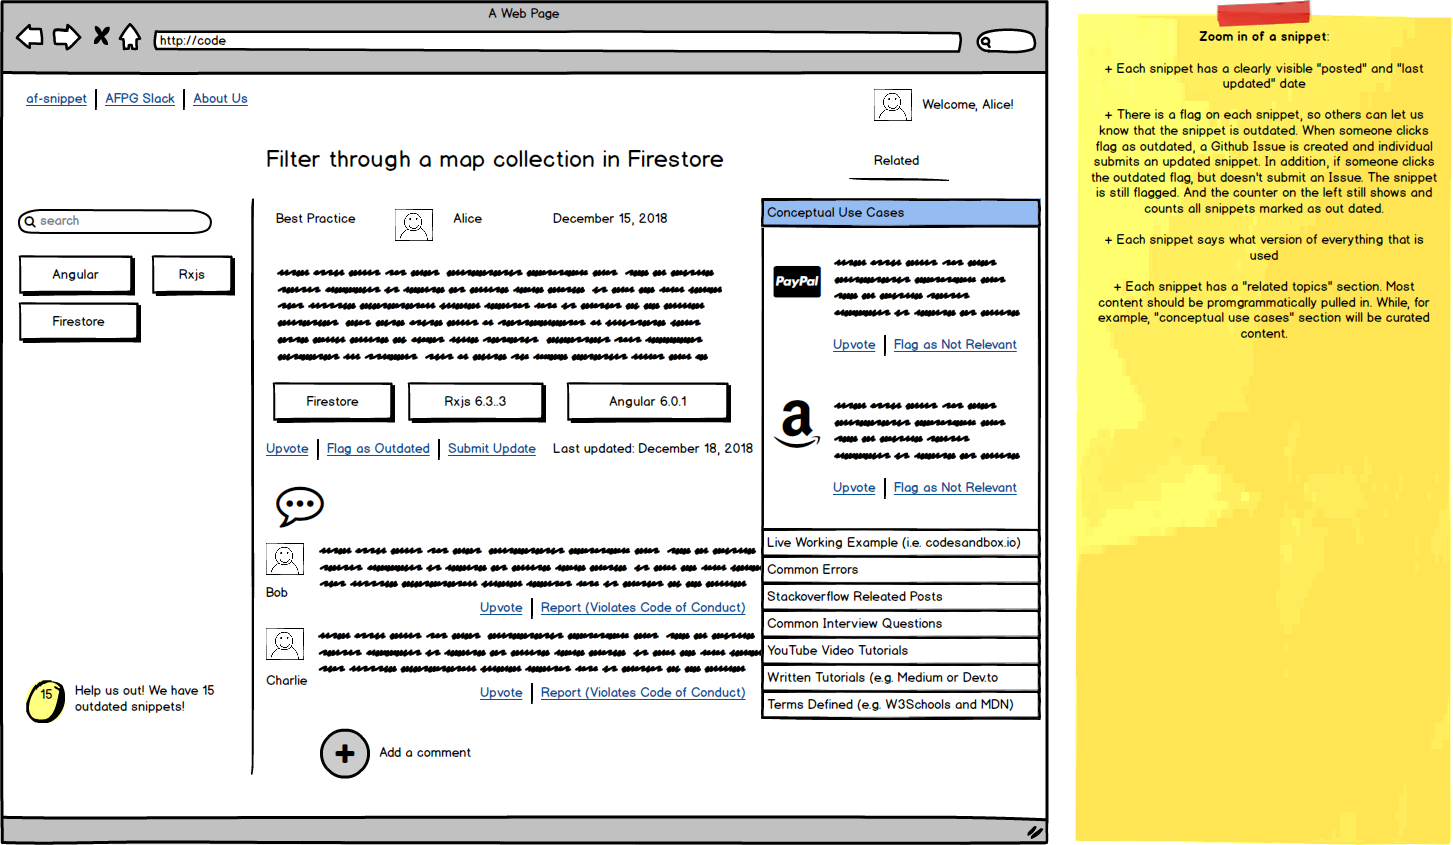 A Web Page
http://code
af-snippet
AFPG Slack
About Us
Welcome, Alice!
Filter through a map collection in Firestore
Related
search
Angular
Rxjs
Firestore
Best Practice
Alice
December 15, 2018
Firestore
Rxjs 6.3..3
Angular 6.0.1
Upvote
Flag as Outdated
Submit Update
Last updated: December 18, 2018
Bob
Upvote
Report (Violates Code of Conduct)
Charlie
Upvote
Report (Violates Code of Conduct)
Add a comment
15
Help us out! We have 15
outdated snippets!
Conceptual Use Cases
PayPal
Upvote
Flag as Not Relevant
a
Upvote
Flag as Not Relevant
Live Working Example (i.e. codesandbox.io)
Common Errors
Stackoverflow Releated Posts
Common Interview Questions
YouTube Video Tutorials
Written Tutorials (e.g. Medium or Dev.to
Terms Defined (e.g. W3Schools and MDN)
Zoom in of a snippet:
+ Each snippet has a clearly visible "posted" and "last
updated" date
+ There is a flag on each snippet, so others can let us
know that the snippet is outdated. When someone clicks
flag as outdated, a Github Issue is created and individual
submits an updated snippet. In addition, if someone clicks
the outdated flag, but doesn't submit an Issue. The snippet
is still flagged. And the counter on the left still shows and
counts all snippets marked as out dated.
+ Each snippet says what version of everything that is
used
+ Each snippet has a "related topics" section. Most
content should be promgrammatically pulled in. While, for
example, "conceptual use cases" section will be curated
content.